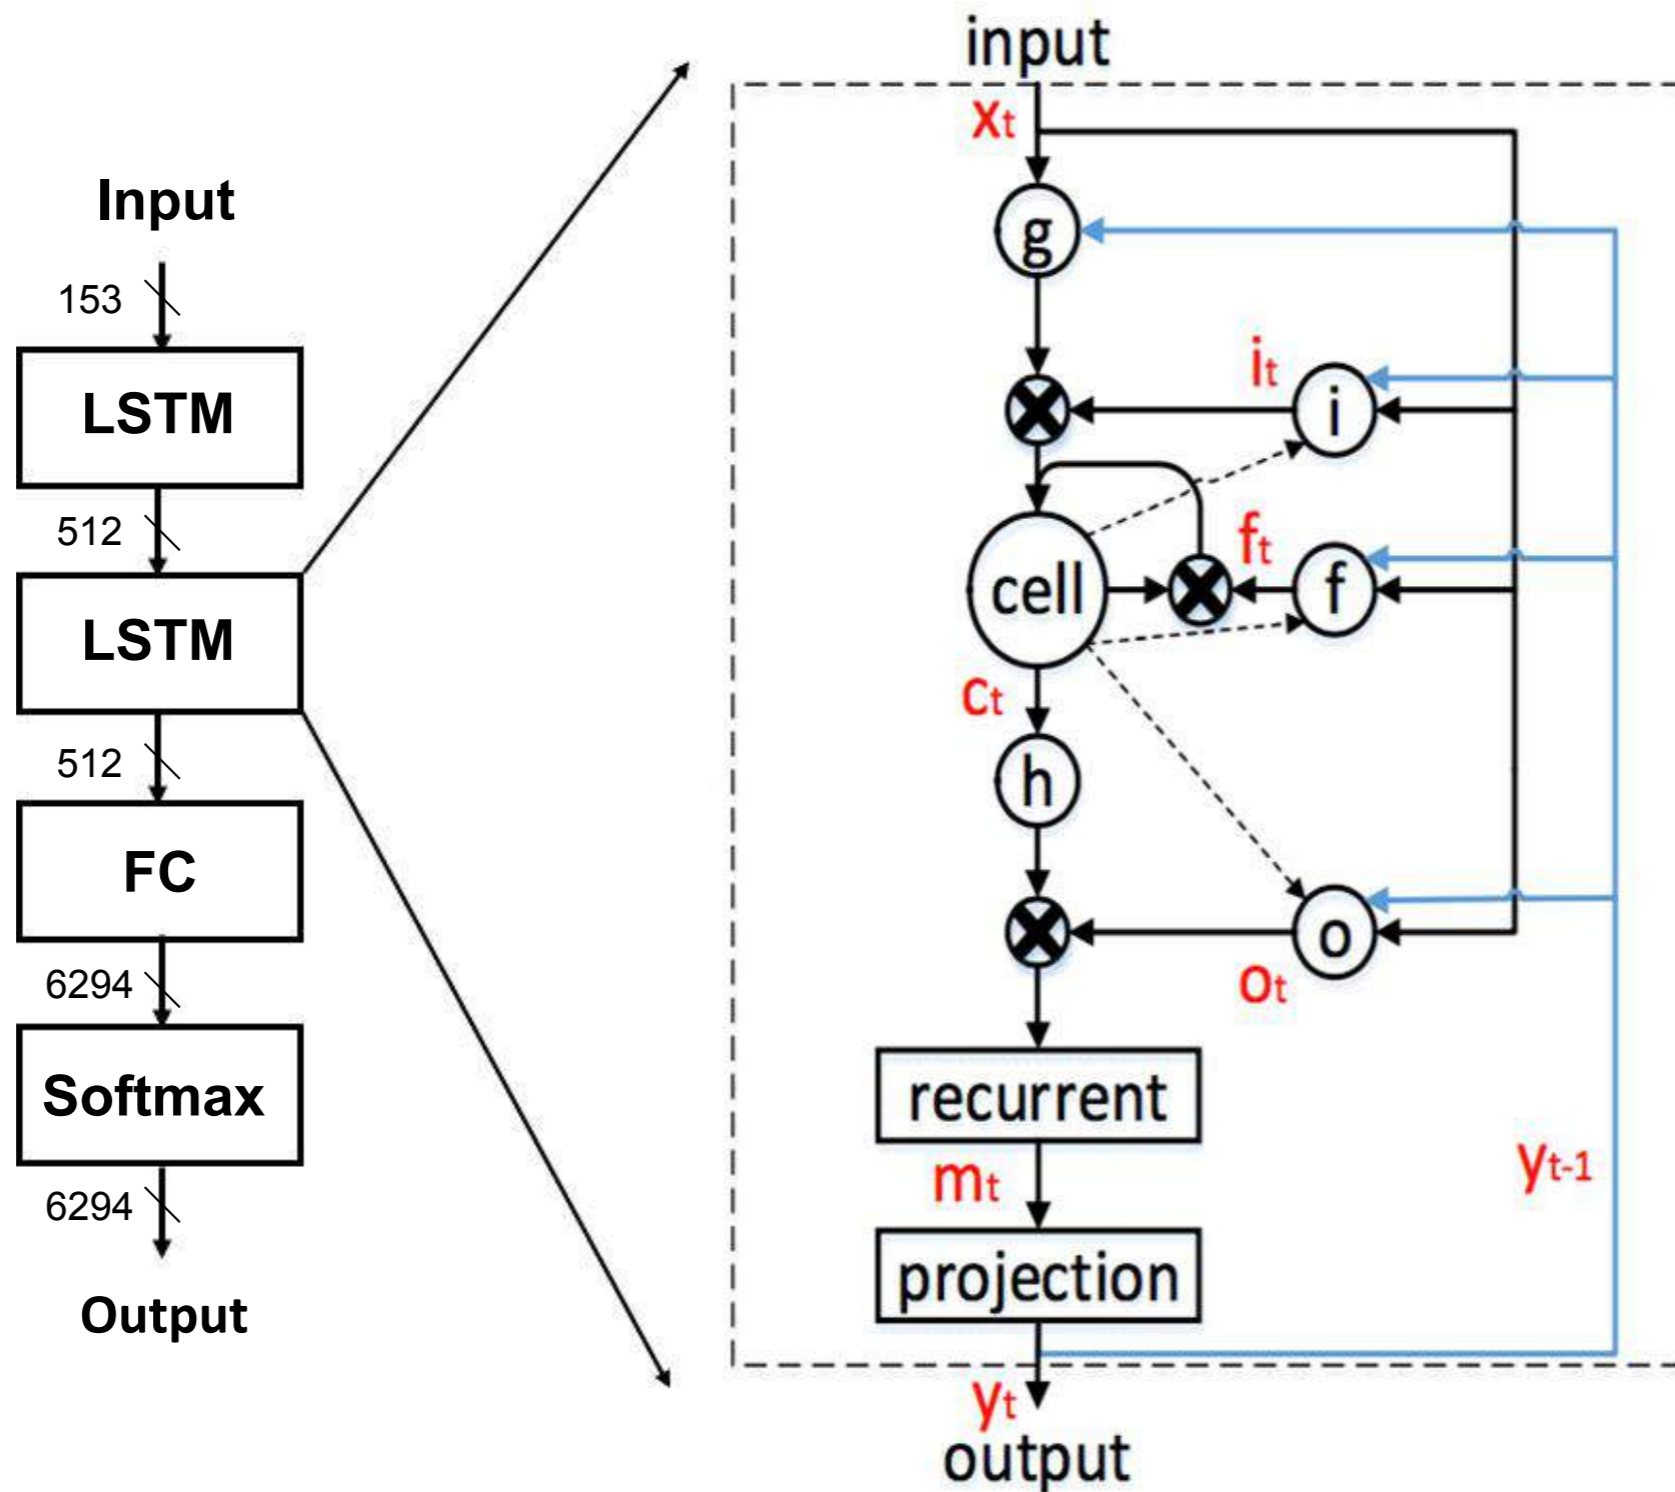 Input
153
LSTM
512
LSTM
512
FC
6294
Softmax
6294
Output
input
xt
g
it
i
ft
cell
f
ct
h
o
ot
recurrent
mt
yt-1
projection
yt
output